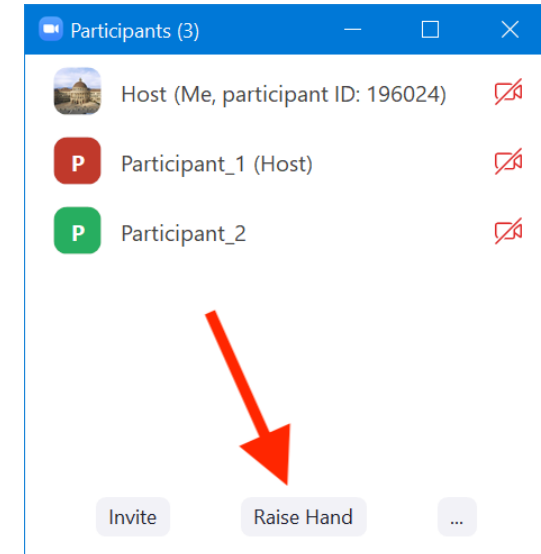 Participants (3)
Host (Me, participant ID: 196024)
P
Participant_1 (Host)
P
Participant_2
Invite
Raise Hand
...